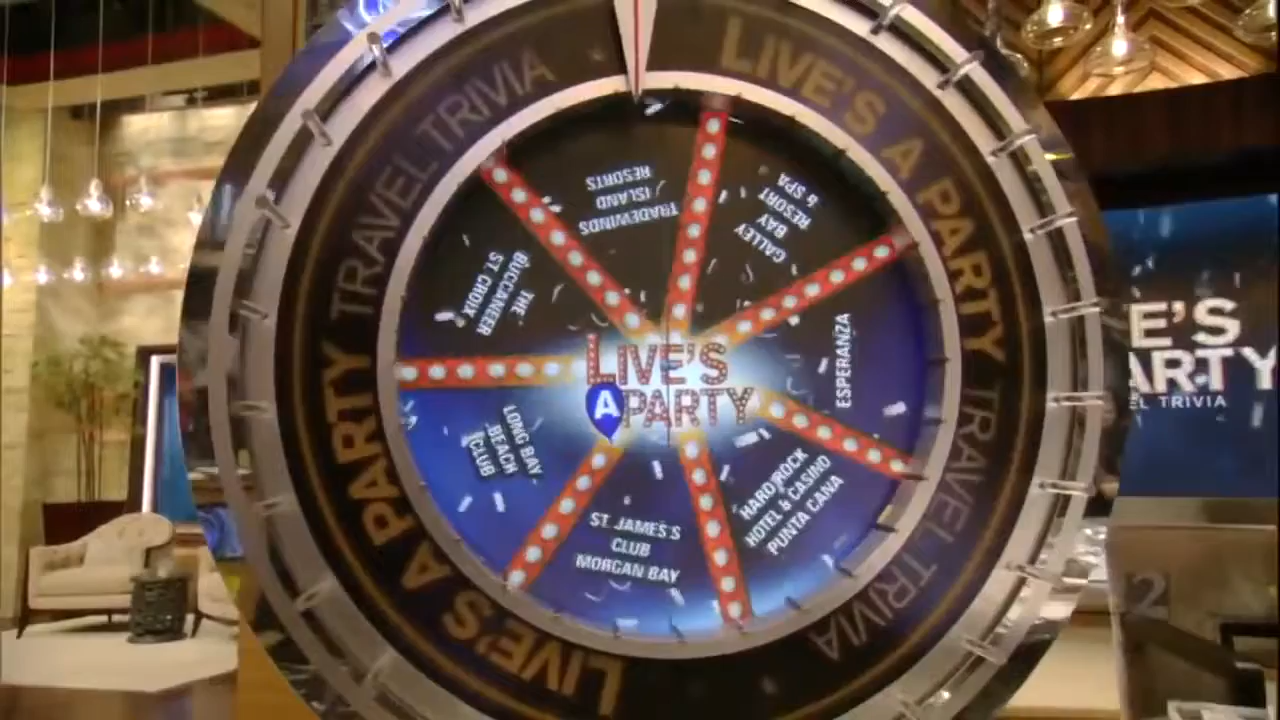 LIVE'S A PARTY TRAVEL TRIVIA
LIVE'S A PARTY TRAVEL TRIVIA
TRADEWINDS
ISLAND
RESORTS
GALLEY
BAY
RESORT
& SPA
ESPERANZA
HARD ROCK
HOTEL & CASINO
PUNTA CANA
ST. JAMES'S
CLUB
MORGAN BAY
LONG BAY
BEACH
CLUB
THE
BUCCANEER
ST. CROIX
LIVE'S
A PARTY
E'S
ARTY
EL TRIVIA
2